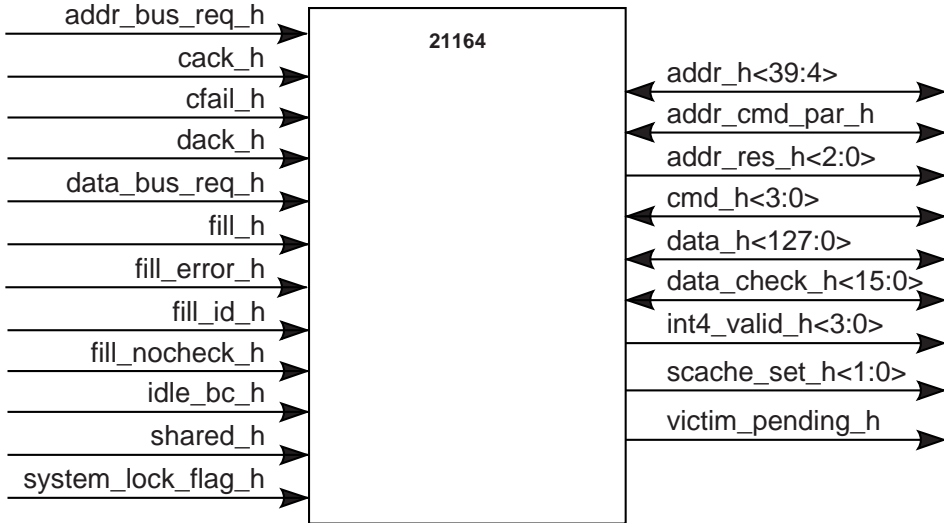 addr_bus_req_h
cack_h
cfail_h
dack_h
data_bus_req_h
fill_h
fill_error_h
fill_id_h
fill_nocheck_h
idle_bc_h
shared_h
system_lock_flag_h
21164
addr_h<39:4>
addr_cmd_par_h
addr_res_h<2:0>
cmd_h<3:0>
data_h<127:0>
data_check_h<15:0>
int4_valid_h<3:0>
scache_set_h<1:0>
victim_pending_h